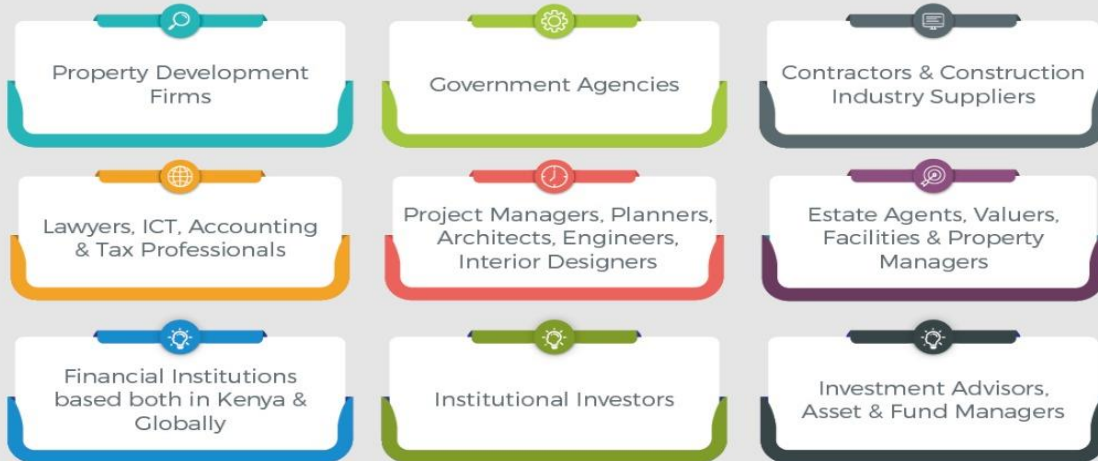 Property Development
Firms
Government Agencies
Contractors & Construction
Industry Suppliers
Lawyers, ICT, Accounting
& Tax Professionals
Project Managers, Planners,
Architects, Engineers,
Interior Designers
Estate Agents, Valuers,
Facilities & Property
Managers
Financial Institutions
based both in Kenya &
Globally
Institutional Investors
Investment Advisors,
Asset & Fund Managers